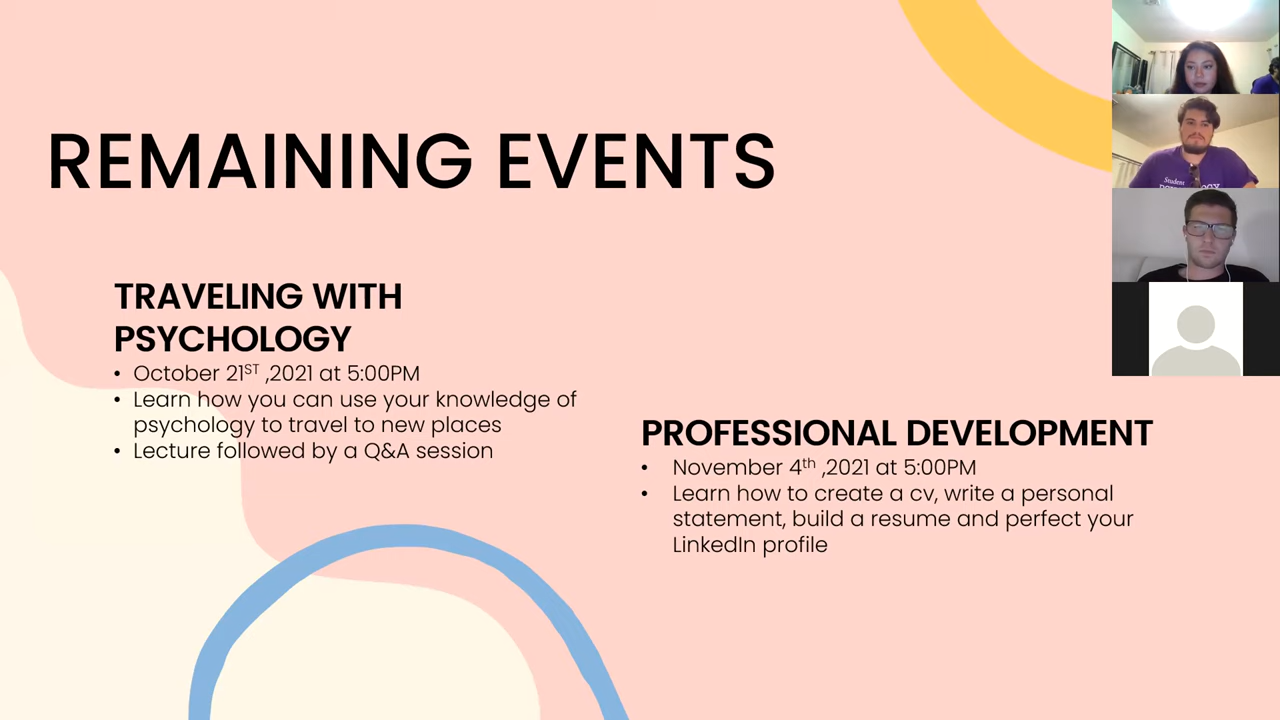 REMAINING EVENTS
TRAVELING WITH
PSYCHOLOGY
• October 21ST ,2021 at 5:00PM
• Learn how you can use your knowledge of
psychology to travel to new places
• Lecture followed by a Q&A session
PROFESSIONAL DEVELOPMENT
• November 4th ,2021 at 5:00PM
• Learn how to create a cv, write a personal
statement, build a resume and perfect your
LinkedIn profile
Student